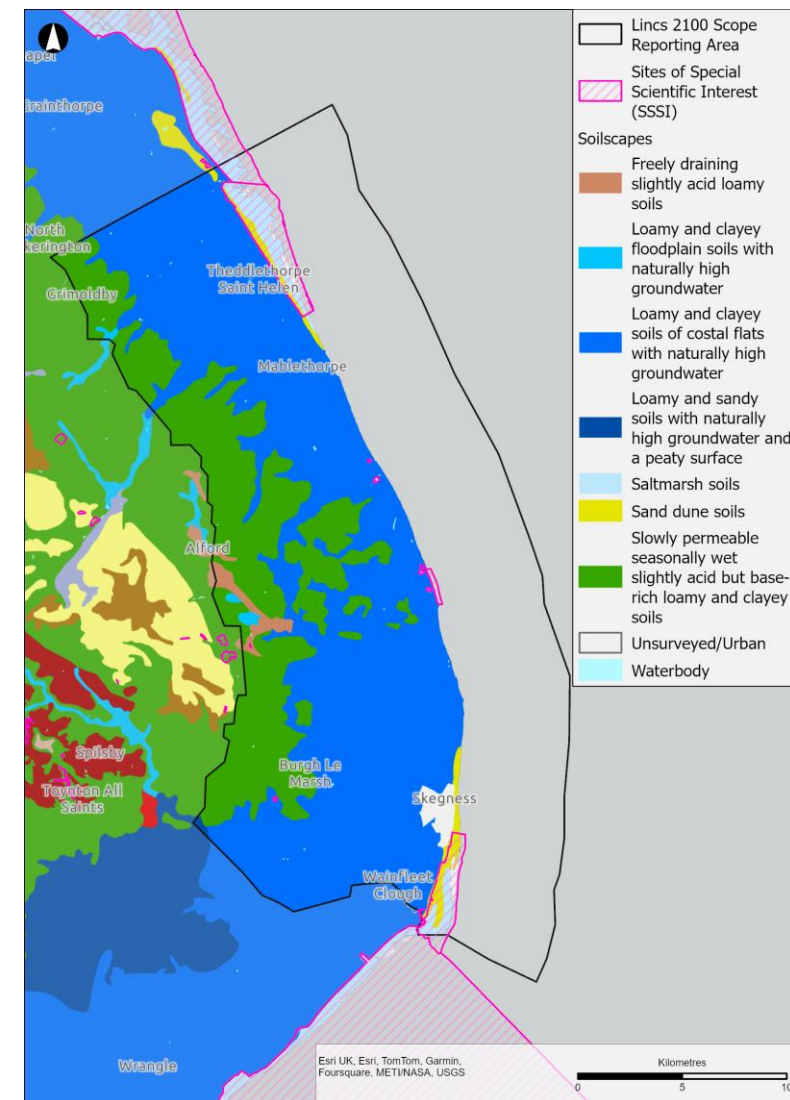 Lincs 2100 Scope
Reporting Area
Sites of Special
Scientific Interest
(SSSI)
Soilscapes
Freely draining
slightly acid loamy
soils
Loamy and clayey
floodplain soils with
naturally high
groundwater
Loamy and clayey
soils of costal flats
with naturally high
groundwater
Loamy and sandy
soils with naturally
high groundwater and
a peaty surface
Saltmarsh soils
Sand dune soils
Slowly permeable
seasonally wet
slightly acid but base-
rich loamy and clayey
soils
Unsurveyed/Urban
Waterbody
apel
Grainthorpe
North
kerington
Grimoldby
Theddlethorpe
Saint Helen
Mablethorpe
Alford
Spilsby
Toynton All
Saints
Burgh Le
Marsh
Skegness
Wainfleet
Clough
Wrangle
Esri UK, Esri, TomTom, Garmin,
Foursquare, METI/NASA, USGS
Kilometres
0 5 10